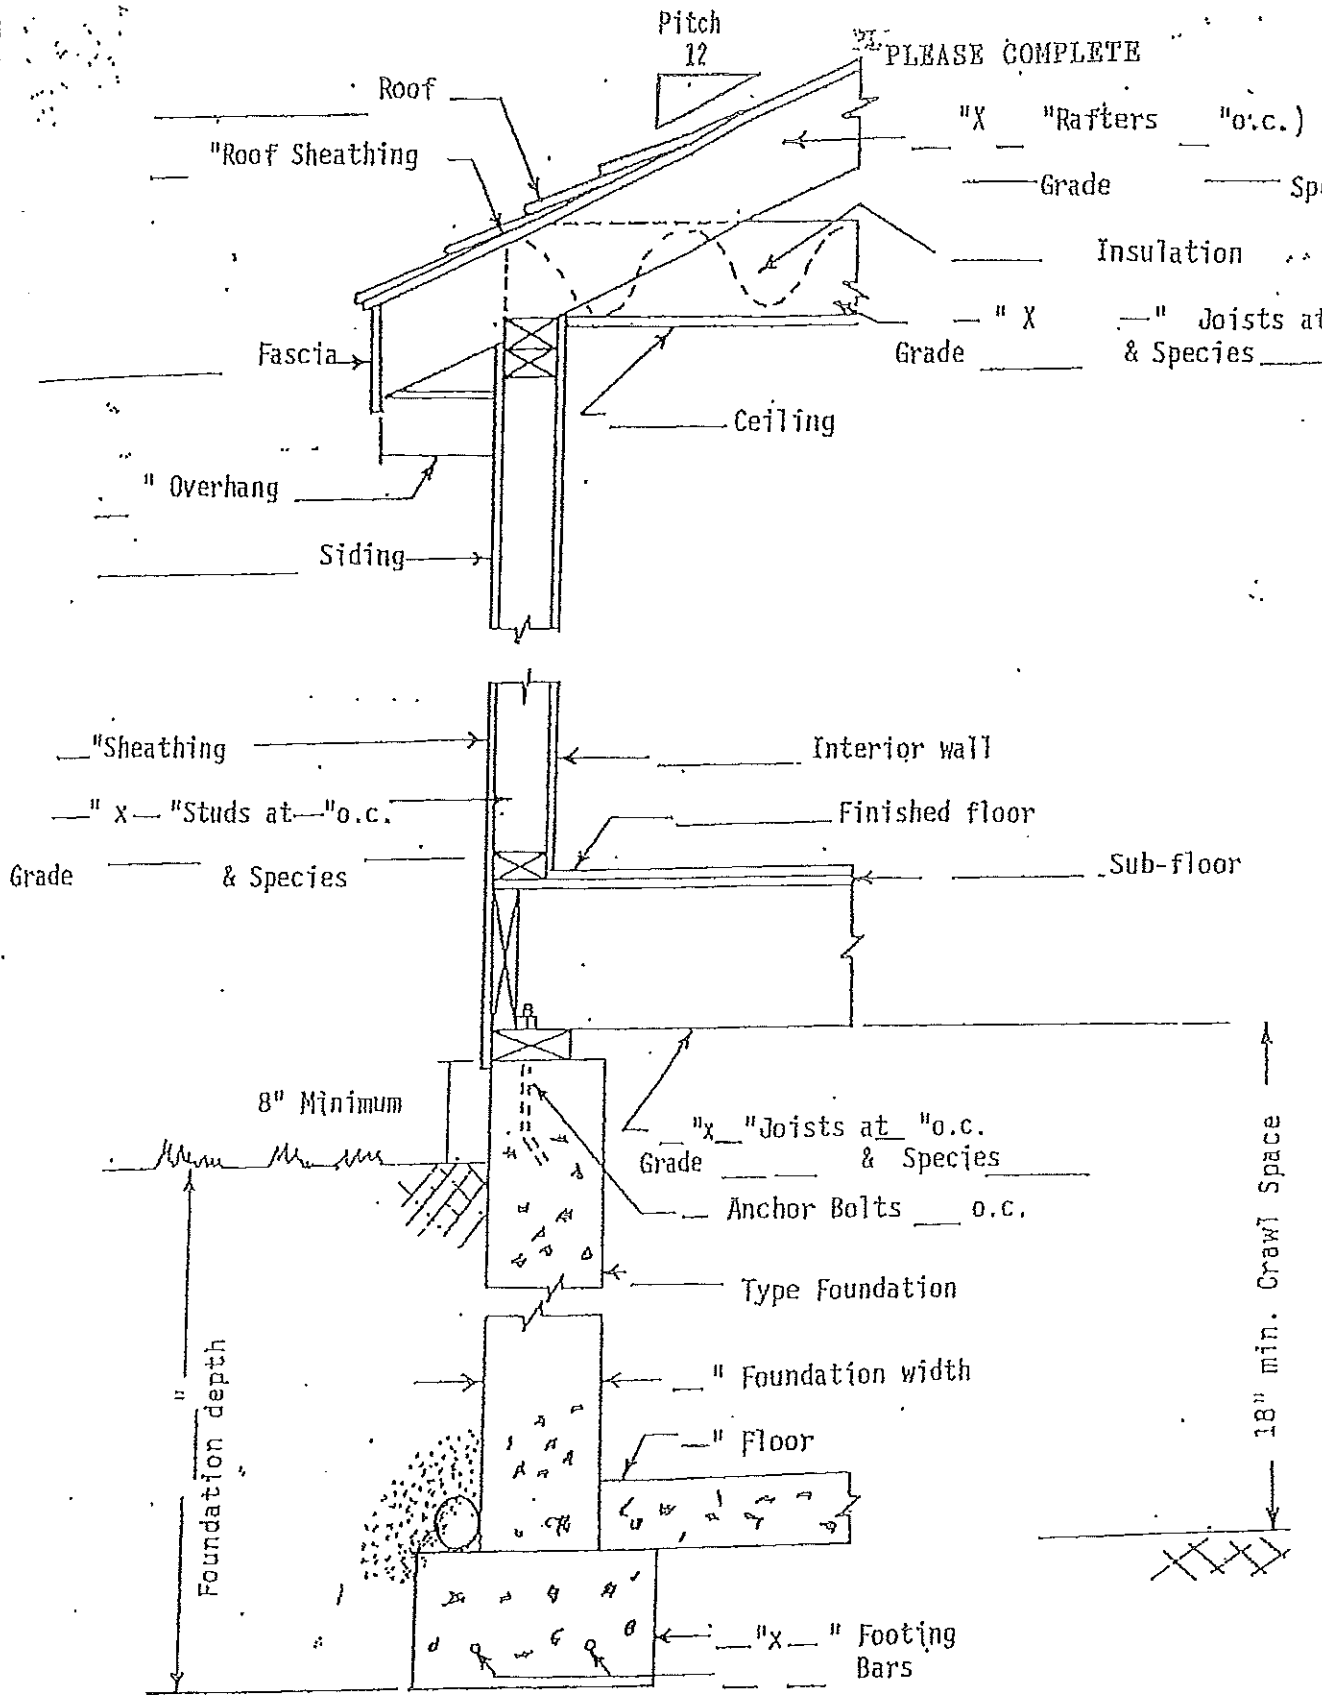 Pitch
12
PLEASE COMPLETE
Roof
"X "Rafters "o.c.)
"Roof Sheathing
Grade
Insulation
" X " Joists at
Grade & Species
Fascia
Ceiling
" Overhang
Siding
"Sheathing
Interior wall
" x "Studs at "o.c.
Finished floor
Grade & Species
Sub-floor
8" Minimum
"x "Joists at "o.c.
Grade & Species
Anchor Bolts o.c.
Type Foundation
18" min. Crawl Space
" Foundation depth
" Foundation width
" Floor
"x " Footing
Bars